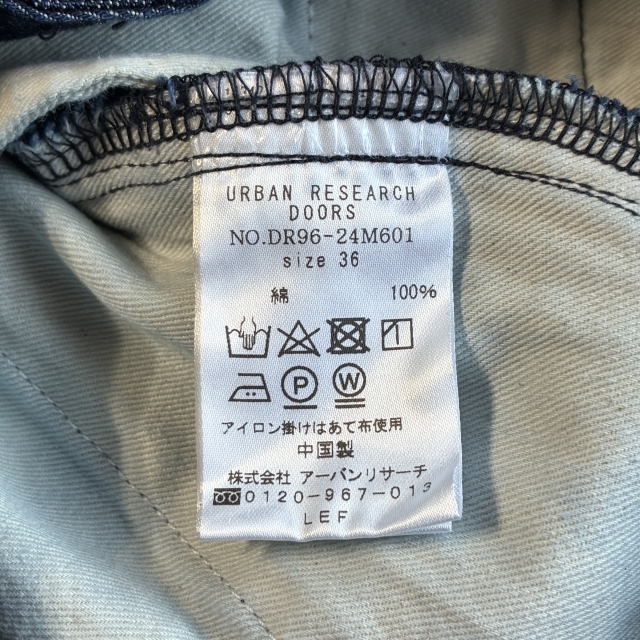 URBAN RESEARCH
DOORS
NO.DR96-24M601
size 36
綿 100%
P W
アイロン掛けはあて布使用
中国製
株式会社 アーバンリサーチ
0120-967-013
LEF